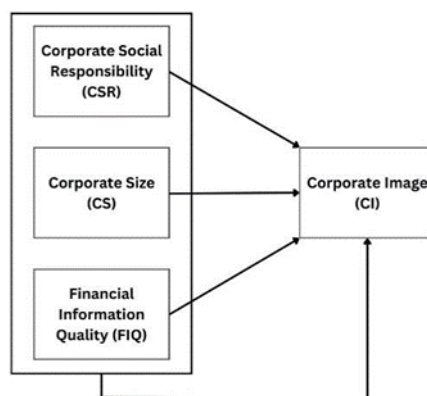 Corporate Social
Responsibility
(CSR)
Corporate Size
(CS)
Corporate Image
(CI)
Financial
Information
Quality (FIQ)